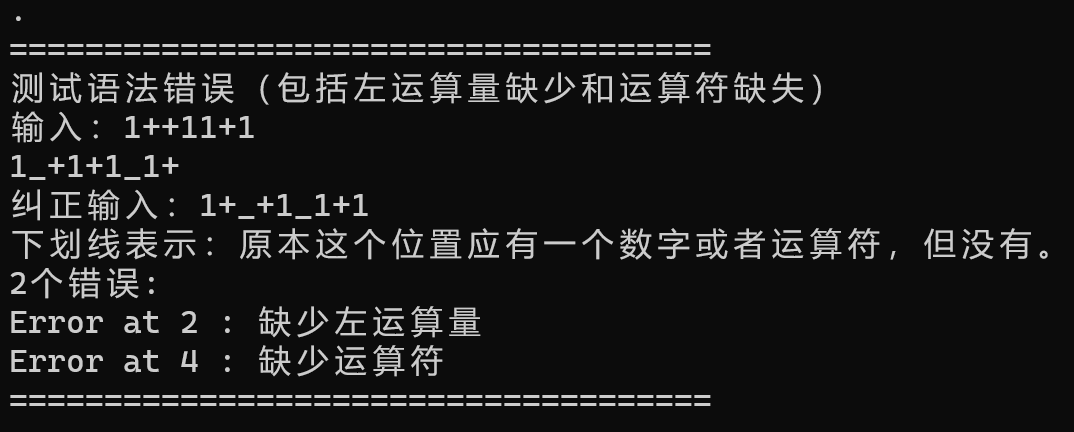 .
=====================================
测试语法错误（包括左运算量缺少和运算符缺失）
输入：1++11+1
1_+1+1_1+
纠正输入：1+_+1_1+1
下划线表示：原本这个位置应有一个数字或者运算符，但没有。
2个错误:
Error at 2 : 缺少左运算量
Error at 4 : 缺少运算符
=====================================